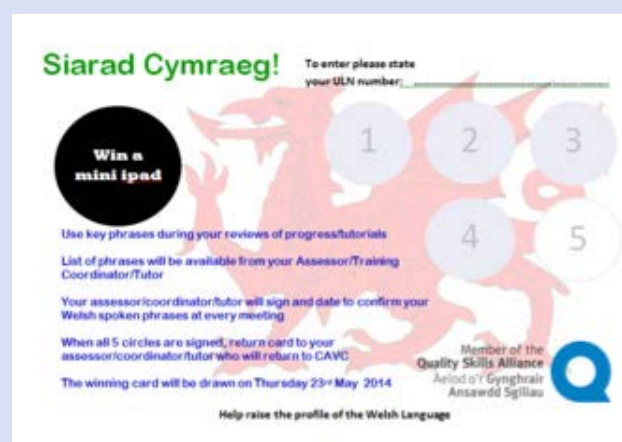 Siarad Cymraeg!
To enter please state
your ULN number:
Win a
mini ipad
1
2
3
4
5
Use key phrases during your reviews of progress/tutorials
List of phrases will be available from your Assessor/Training
Coordinator/Tutor
Your assessor/coordinator/tutor will sign and date to confirm your
Welsh spoken phrases at every meeting
When all 5 circles are signed, return card to your
assessor/coordinator/tutor who will return to CAVC
The winning card will be drawn on Thursday 23rd May 2014
Member of the
Quality Skills Alliance
Aelod o'r Gynghrair
Ansawdd Sgiliau
Help raise the profile of the Welsh Language